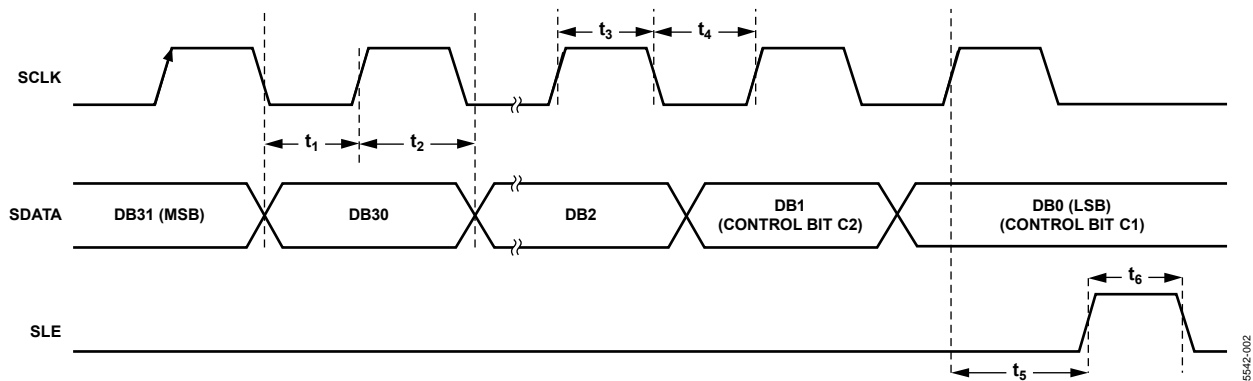 t3
t4
SCLK
t1
t2
SDATA
DB31 (MSB)
DB30
DB2
DB1
(CONTROL BIT C2)
DB0 (LSB)
(CONTROL BIT C1)
t6
SLE
t5
5542-002